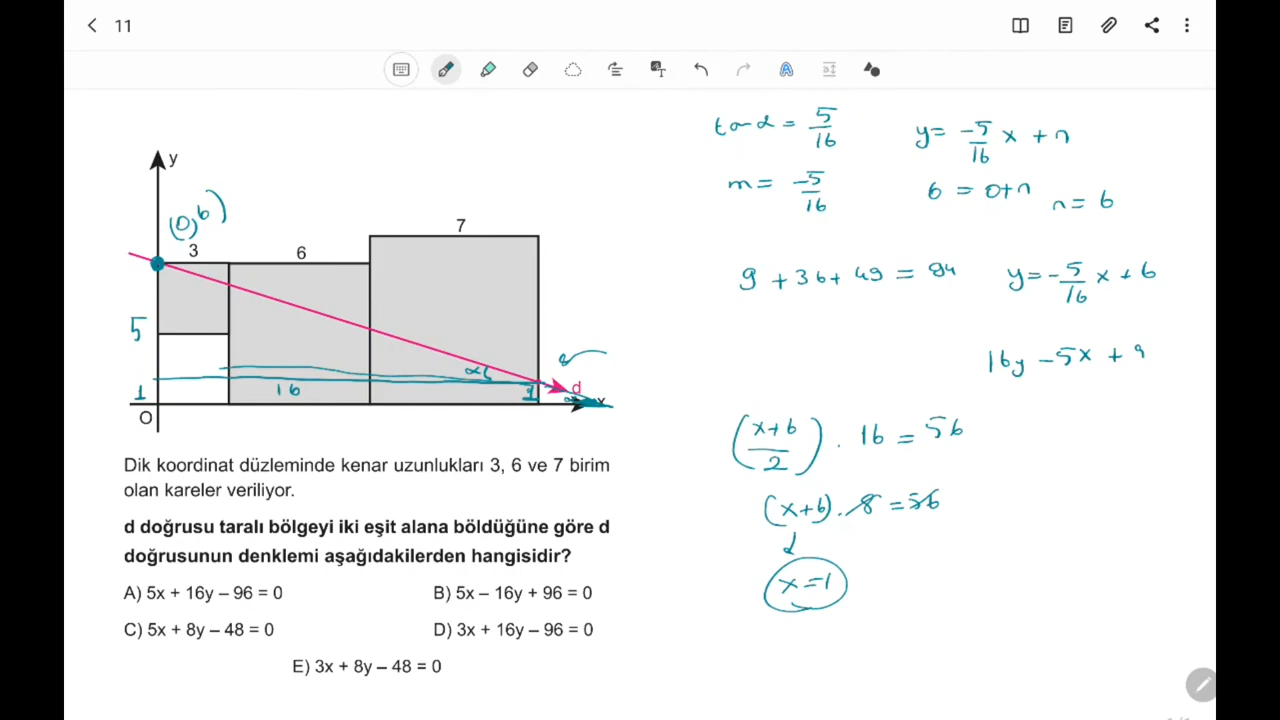 11
tan α = 5/16
y = -5/16 x + n
m = -5/16
6 = 0+n
n = 6
y
(0,6)
3
6
7
9 + 36 + 49 = 94
y = -5/16 x + 6
5
16y - 5x + 9
α
1
16
1
d
x
O
(x+6/2) . 16 = 56
(x+6) . 8 = 56
x=1
Dik koordinat düzleminde kenar uzunlukları 3, 6 ve 7 birim
olan kareler veriliyor.
d doğrusu taralı bölgeyi iki eşit alana böldüğüne göre d
doğrusunun denklemi aşağıdakilerden hangisidir?
A) 5x + 16y – 96 = 0
B) 5x – 16y + 96 = 0
C) 5x + 8y – 48 = 0
D) 3x + 16y – 96 = 0
E) 3x + 8y – 48 = 0